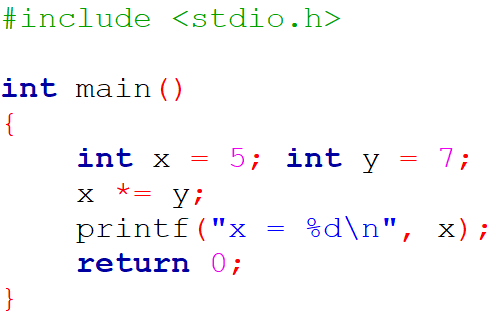 #include <stdio.h>
int main()
{
    int x = 5; int y = 7;
    x *= y;
    printf("x = %d\n", x);
    return 0;
}